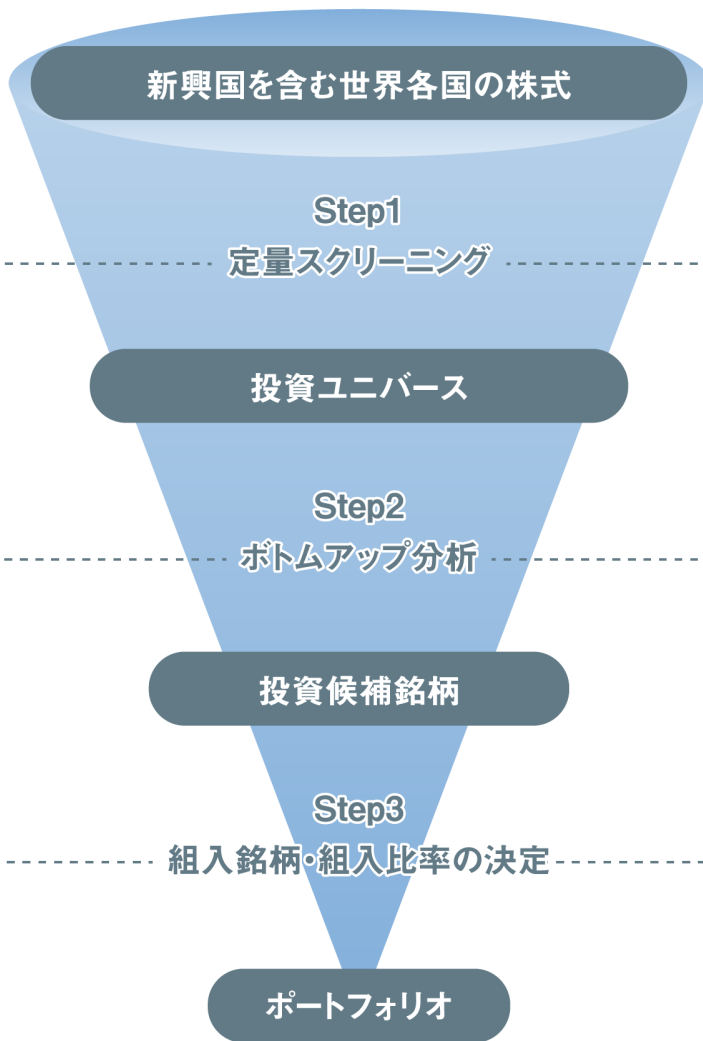 新興国を含む世界各国の株式
Step1
定量スクリーニング
投資ユニバース
Step2
ボトムアップ分析
投資候補銘柄
Step3
組入銘柄・組入比率の決定
ポートフォリオ